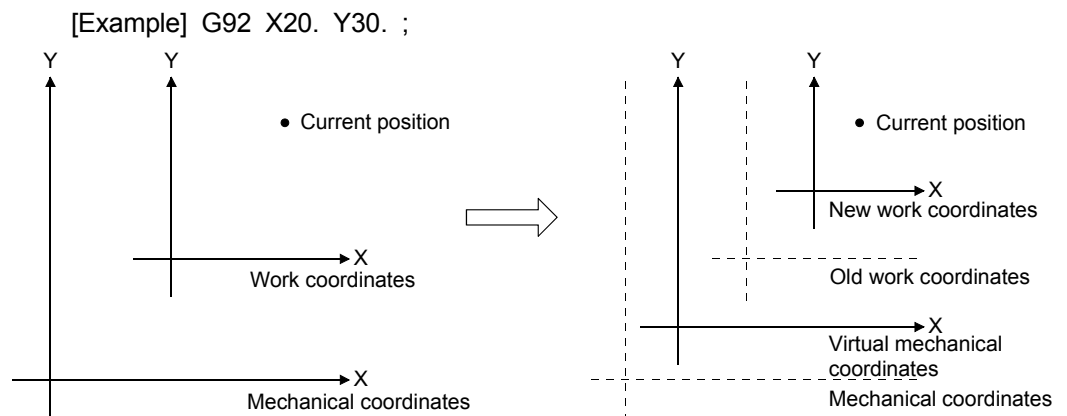 [Example] G92 X20. Y30. ;
Y
Y
Current position
X
Work coordinates
X
Mechanical coordinates
Y
Y
Current position
X
New work coordinates
Old work coordinates
X
Virtual mechanical
coordinates
Mechanical coordinates